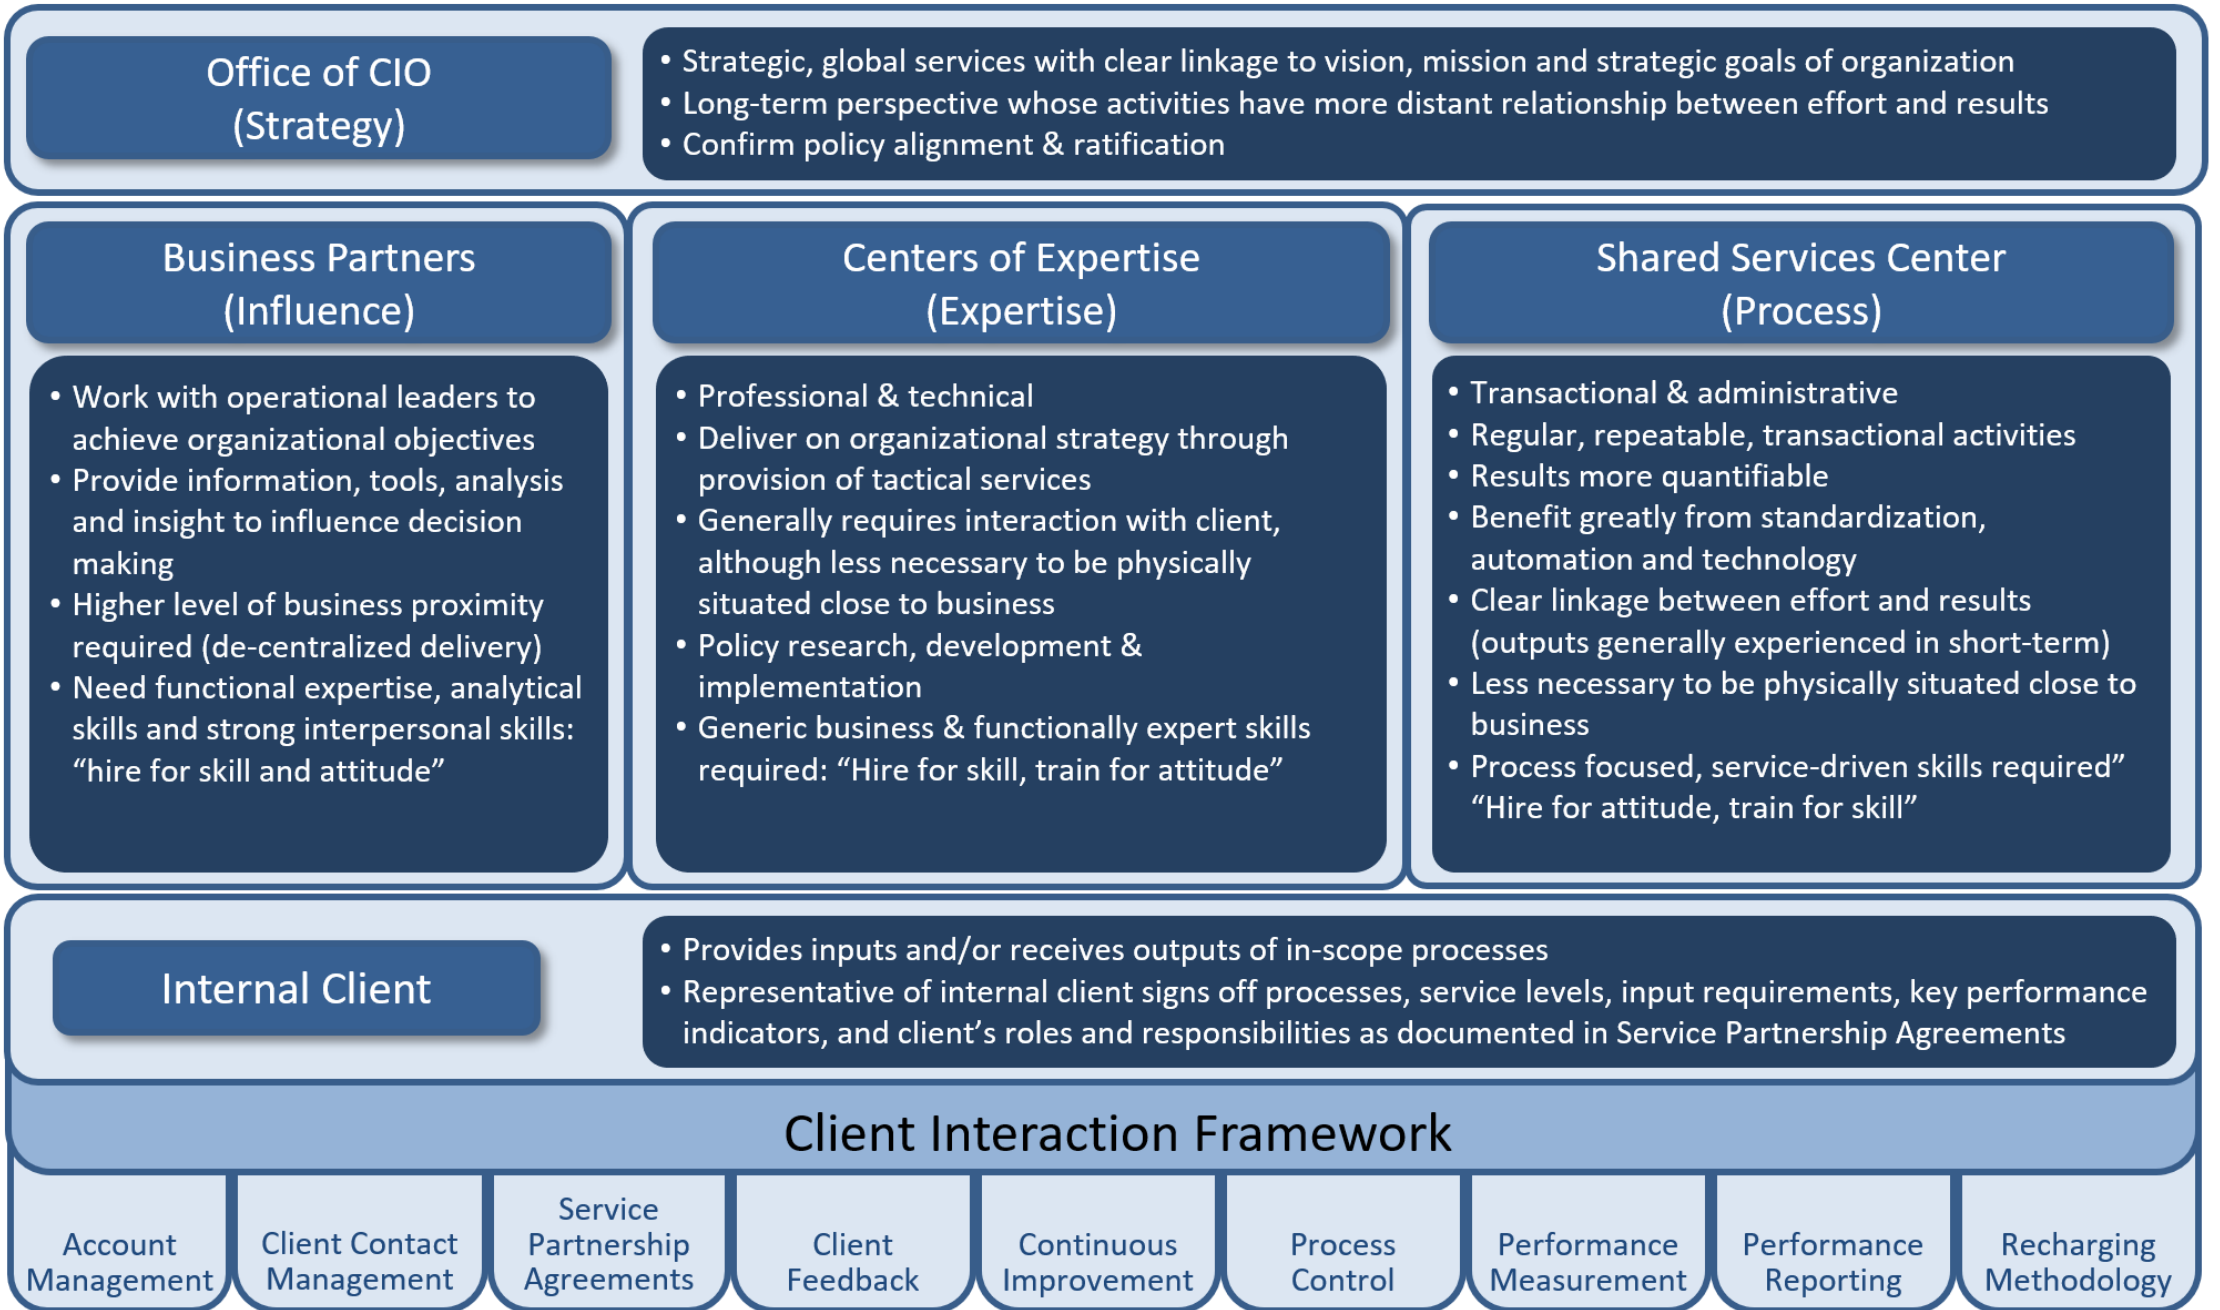 Office of CIO
(Strategy)
• Strategic, global services with clear linkage to vision, mission and strategic goals of organization
• Long-term perspective whose activities have more distant relationship between effort and results
• Confirm policy alignment & ratification
Business Partners
(Influence)
• Work with operational leaders to
achieve organizational objectives
• Provide information, tools, analysis
and insight to influence decision
making
• Higher level of business proximity
required (de-centralized delivery)
• Need functional expertise, analytical
skills and strong interpersonal skills:
“hire for skill and attitude”
Centers of Expertise
(Expertise)
• Professional & technical
• Deliver on organizational strategy through
provision of tactical services
• Generally requires interaction with client,
although less necessary to be physically
situated close to business
• Policy research, development &
implementation
• Generic business & functionally expert skills
required: “Hire for skill, train for attitude”
Shared Services Center
(Process)
• Transactional & administrative
• Regular, repeatable, transactional activities
• Results more quantifiable
• Benefit greatly from standardization,
automation and technology
• Clear linkage between effort and results
(outputs generally experienced in short-term)
• Less necessary to be physically situated close to
business
• Process focused, service-driven skills required”
“Hire for attitude, train for skill”
Internal Client
• Provides inputs and/or receives outputs of in-scope processes
• Representative of internal client signs off processes, service levels, input requirements, key performance
indicators, and client’s roles and responsibilities as documented in Service Partnership Agreements
Client Interaction Framework
Account
Management
Client Contact
Management
Service
Partnership
Agreements
Client
Feedback
Continuous
Improvement
Process
Control
Performance
Measurement
Performance
Reporting
Recharging
Methodology